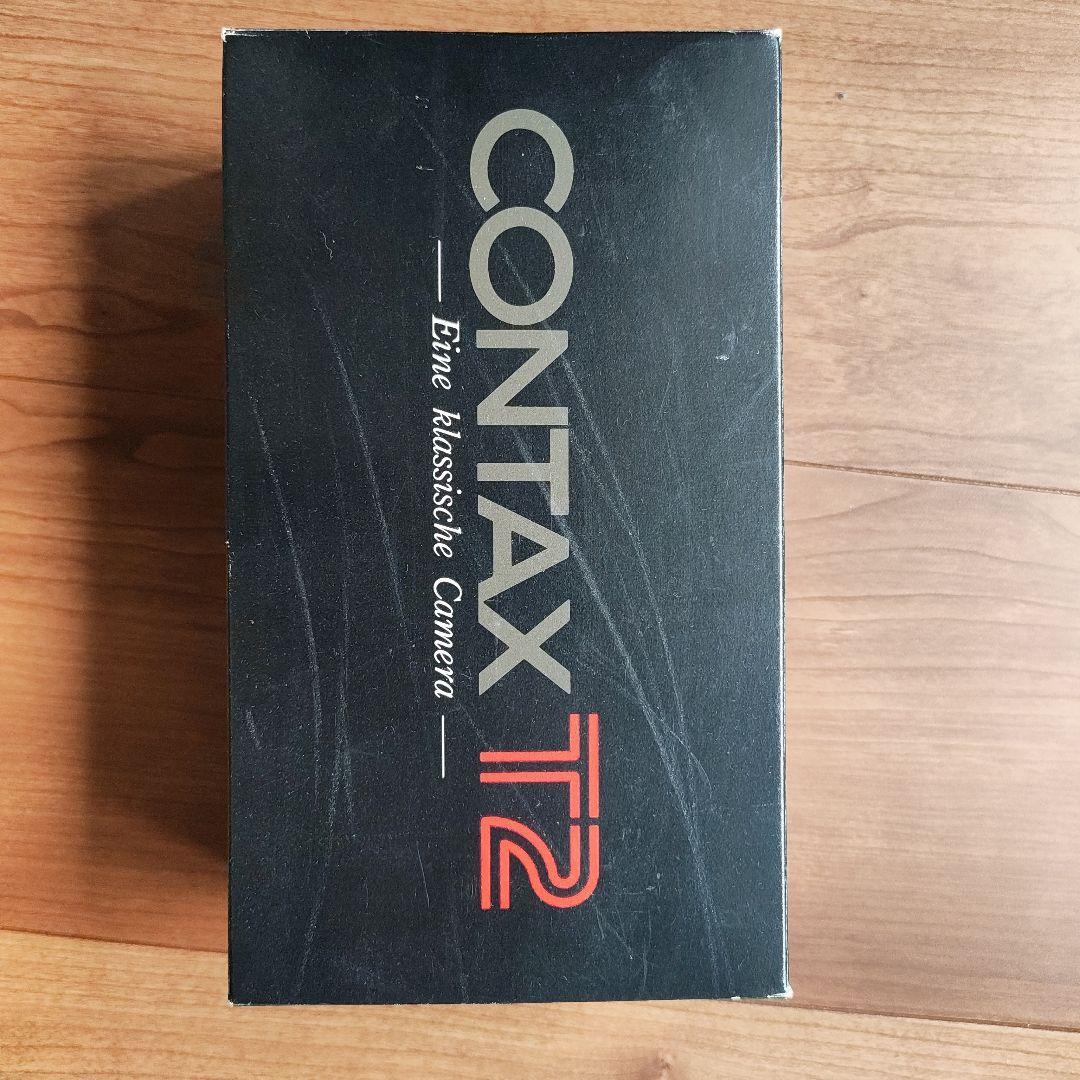 CONTAX T2
— Eine klassische Camera —